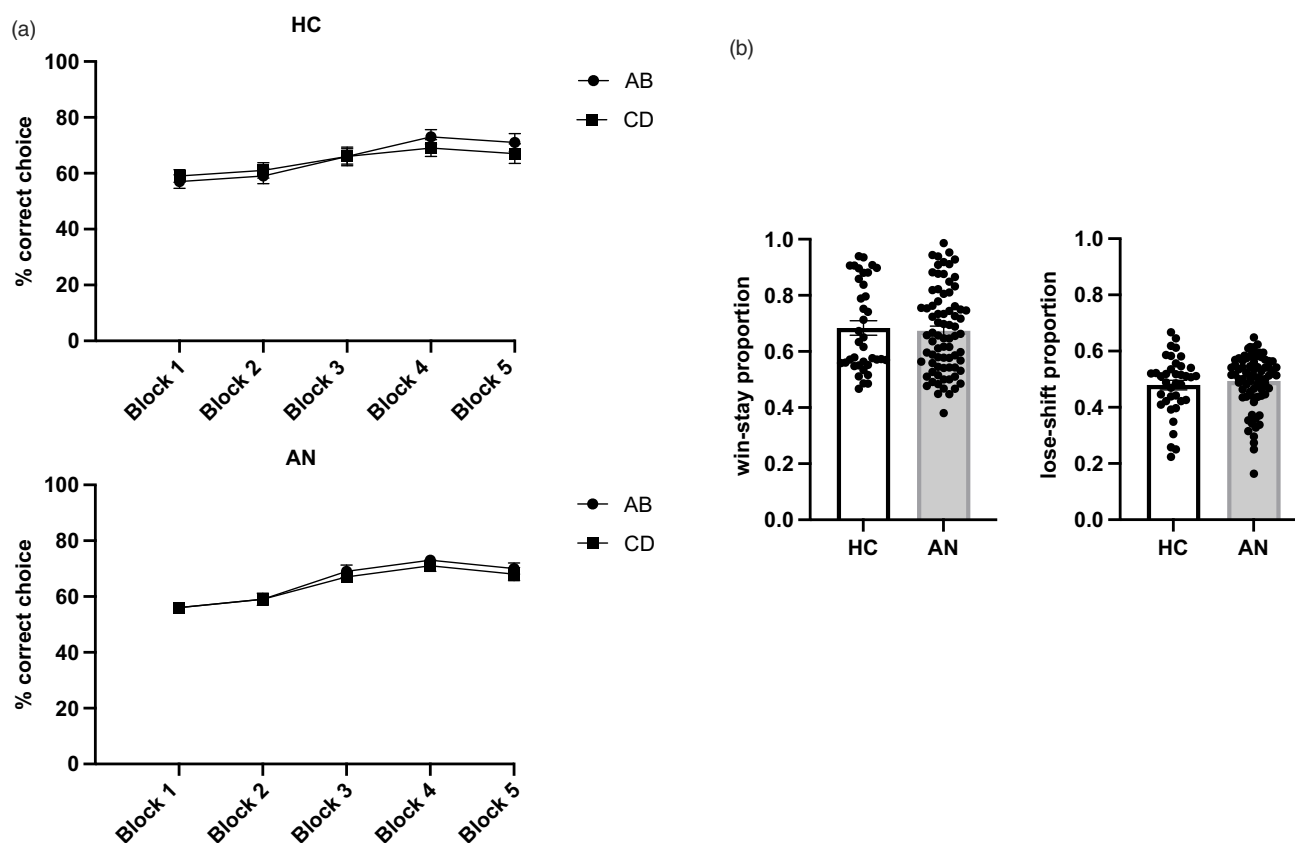 (a)
HC
% correct choice
100
80
60
40
20
0
Block 1
Block 2
Block 3
Block 4
Block 5
AB
CD
AN
% correct choice
100
80
60
40
20
0
Block 1
Block 2
Block 3
Block 4
Block 5
AB
CD
(b)
win-stay proportion
1.0
0.8
0.6
0.4
0.2
0.0
HC
AN
lose-shift proportion
1.0
0.8
0.6
0.4
0.2
0.0
HC
AN